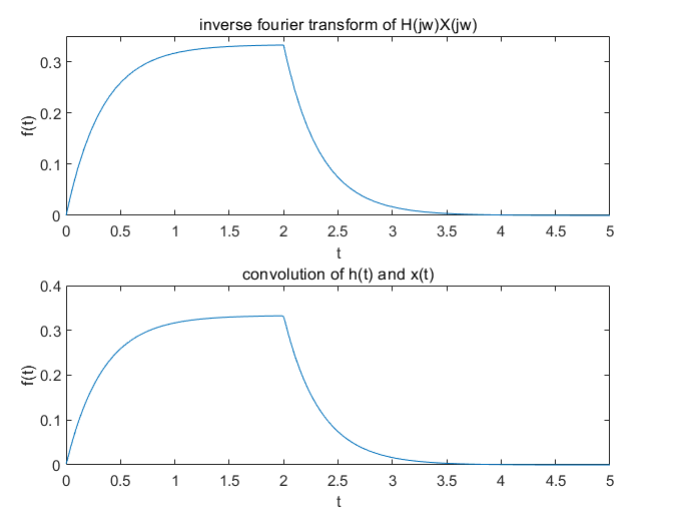 inverse fourier transform of H(jw)X(jw)
0.3
0.2
0.1
0
f(t)
0 0.5 1 1.5 2 2.5 3 3.5 4 4.5 5
t
convolution of h(t) and x(t)
0.4
0.3
0.2
0.1
0
f(t)
0 0.5 1 1.5 2 2.5 3 3.5 4 4.5 5
t